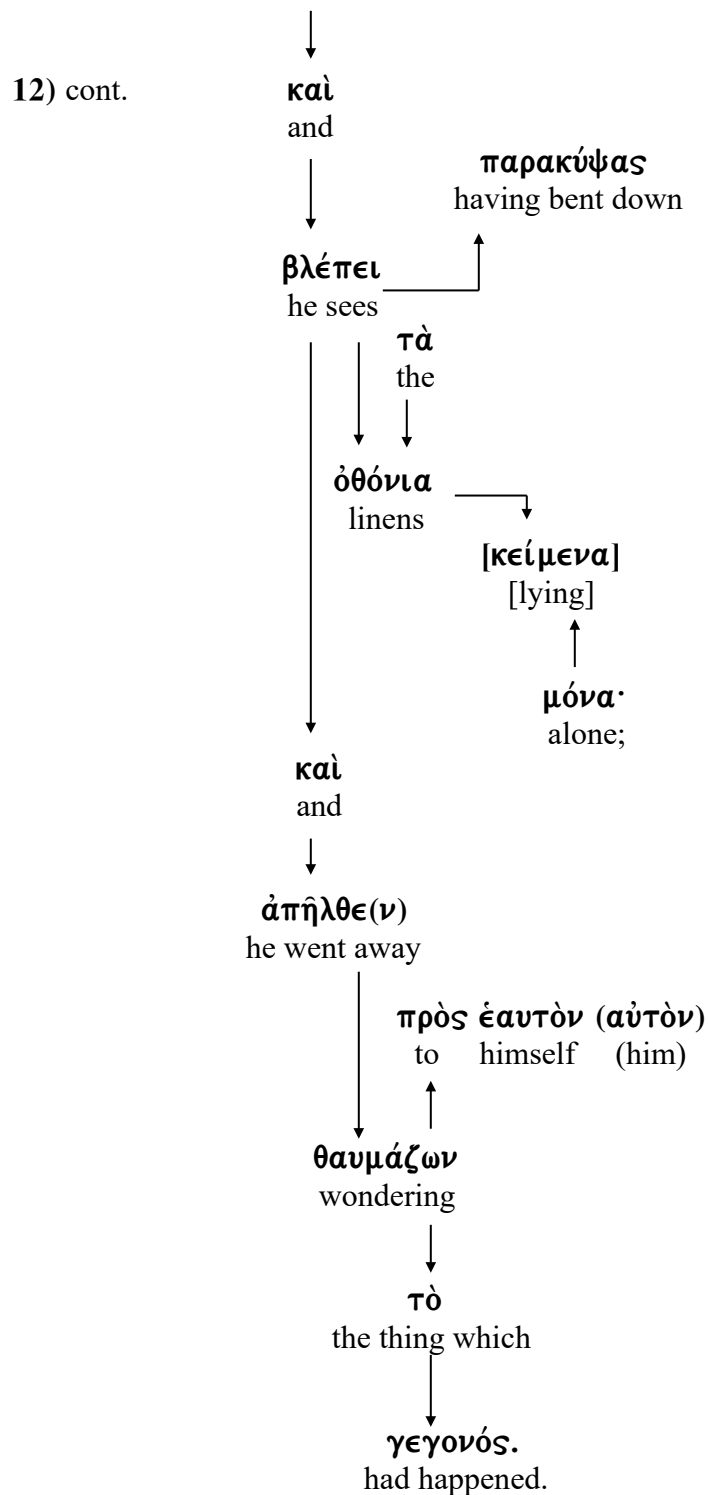 12) cont.
καὶ
and
παρακύψας
having bent down
βλέπει
he sees
τὰ
the
ὀθόνια
linens
[κείμενα]
[lying]
μόνα·
alone;
καὶ
and
ἀπῆλθε(ν)
he went away
πρὸς ἑαυτὸν (αὐτὸν)
to himself (him)
θαυμάζων
wondering
τὸ
the thing which
γεγονός.
had happened.